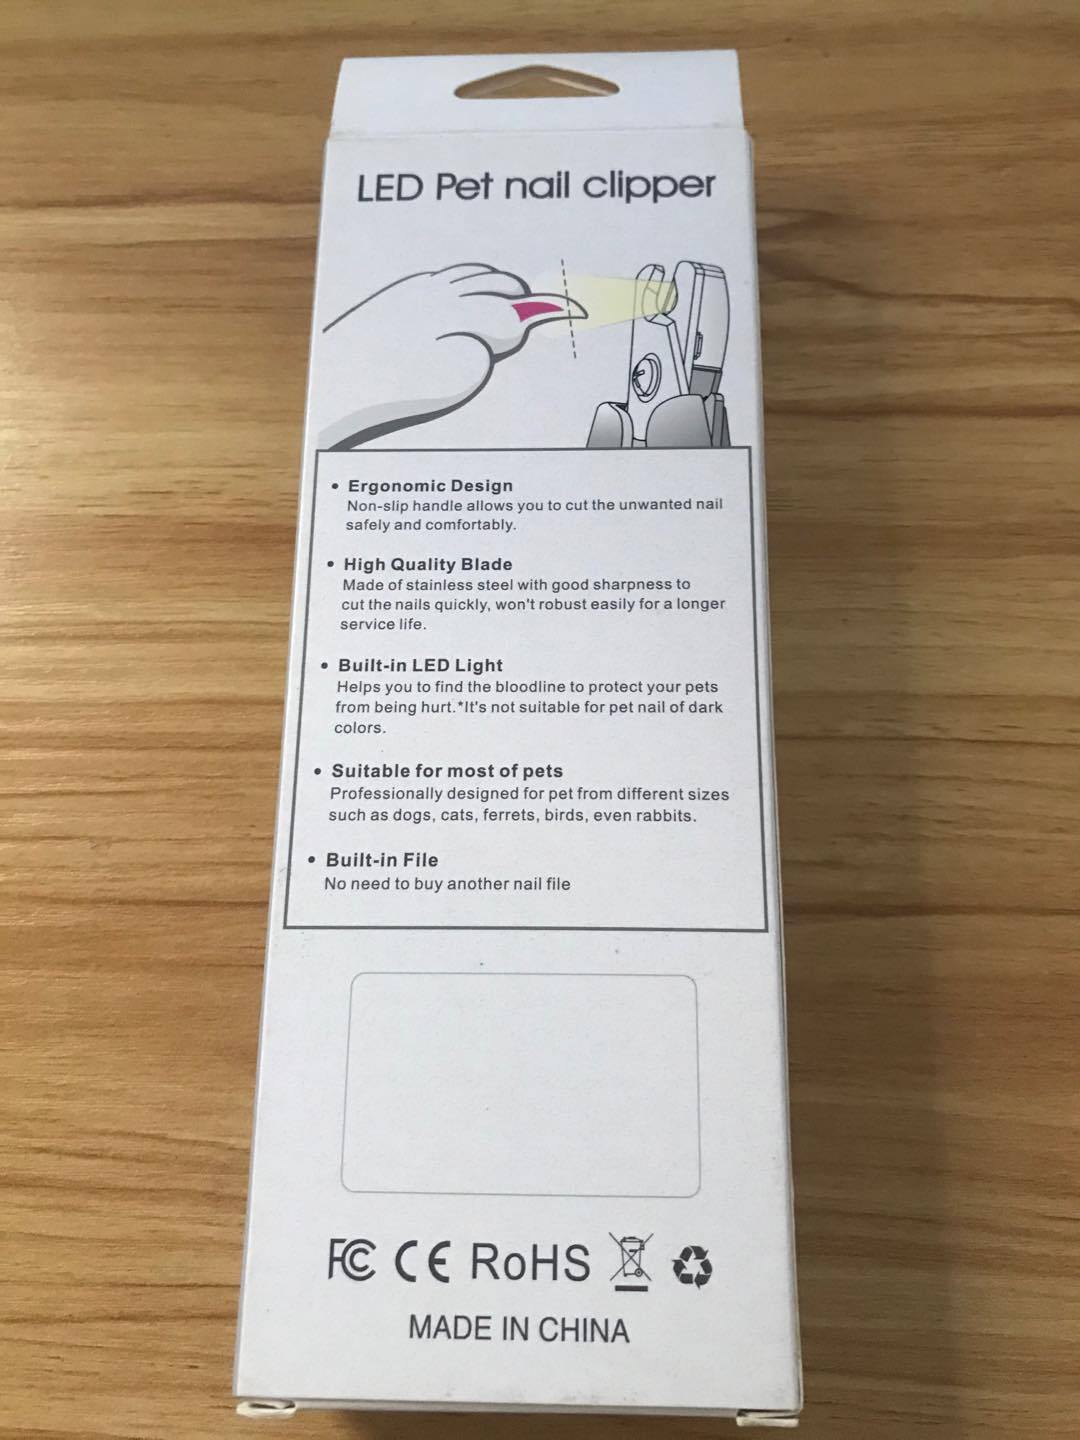 LED Pet nail clipper
• Ergonomic Design
Non-slip handle allows you to cut the unwanted nail
safely and comfortably.
• High Quality Blade
Made of stainless steel with good sharpness to
cut the nails quickly, won't robust easily for a longer
service life.
• Built-in LED Light
Helps you to find the bloodline to protect your pets
from being hurt.*It's not suitable for pet nail of dark
colors.
• Suitable for most of pets
Professionally designed for pet from different sizes
such as dogs, cats, ferrets, birds, even rabbits.
• Built-in File
No need to buy another nail file
FC CE RoHS
MADE IN CHINA